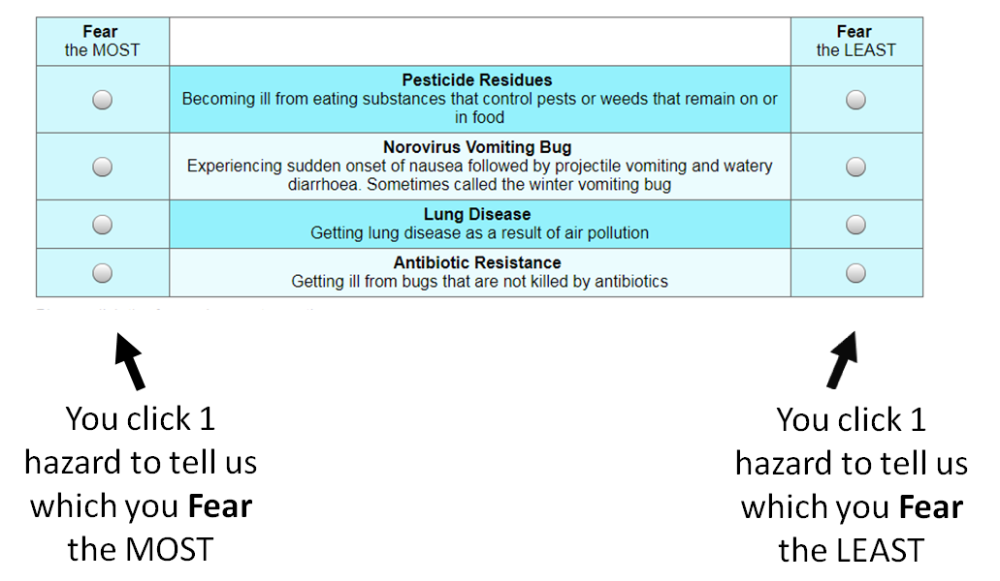 Fear
the MOST
Fear
the LEAST
Pesticide Residues
Becoming ill from eating substances that control pests or weeds that remain on or
in food
Norovirus Vomiting Bug
Experiencing sudden onset of nausea followed by projectile vomiting and watery
diarrhoea. Sometimes called the winter vomiting bug
Lung Disease
Getting lung disease as a result of air pollution
Antibiotic Resistance
Getting ill from bugs that are not killed by antibiotics
You click 1
hazard to tell us
which you Fear
the MOST
You click 1
hazard to tell us
which you Fear
the LEAST